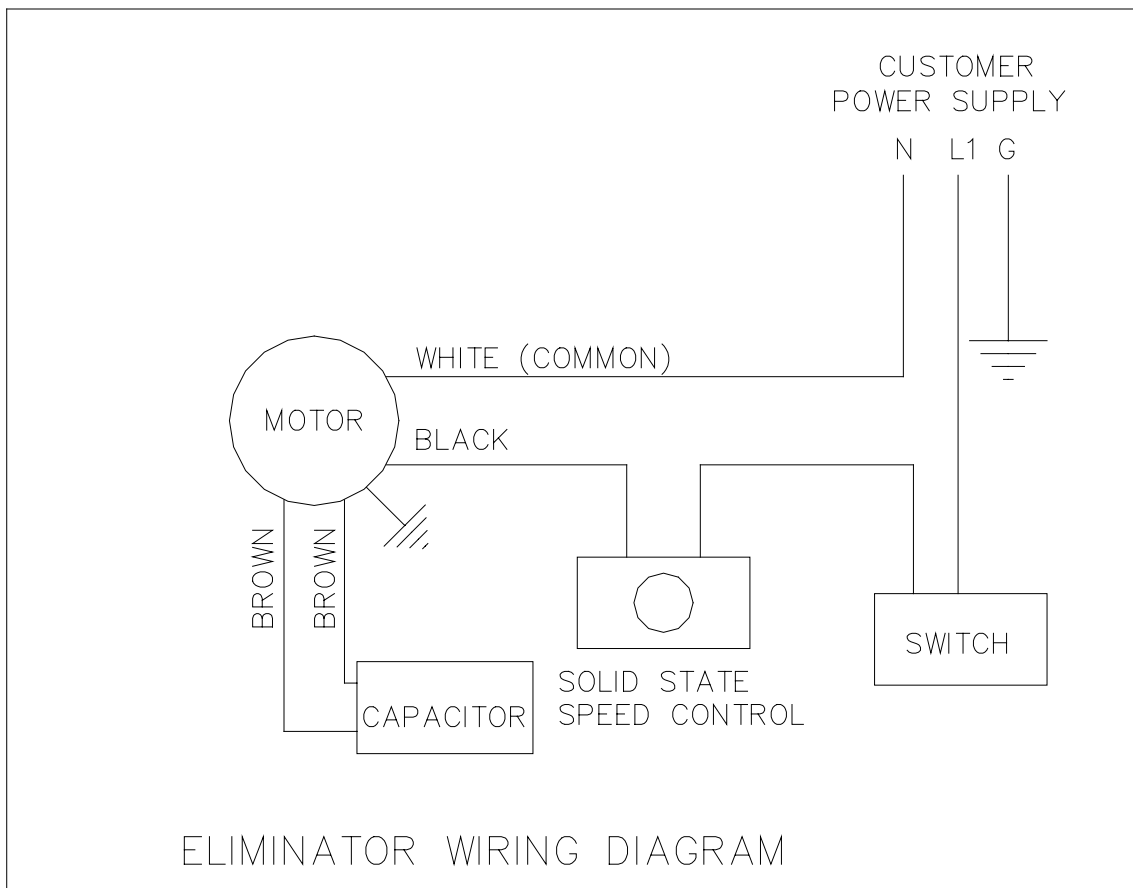 CUSTOMER
POWER SUPPLY
N L1 G
WHITE (COMMON)
MOTOR
BLACK
BROWN
BROWN
SWITCH
SOLID STATE
SPEED CONTROL
CAPACITOR
ELIMINATOR WIRING DIAGRAM